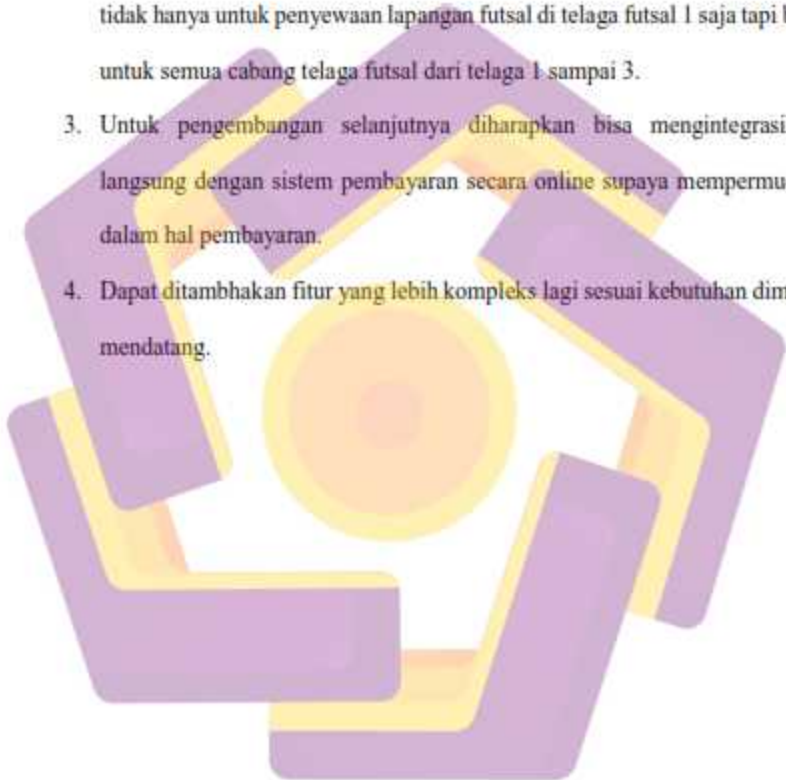 tidak hanya untuk penyewaan lapangan futsal di telaga futsal 1 saja tapi
untuk semua cabang telaga futsal dari telaga 1 sampai 3.
3. Untuk pengembangan selanjutnya diharapkan bisa mengintegrasi
langsung dengan sistem pembayaran secara online supaya mempermu
dalam hal pembayaran.
4. Dapat ditambhakan fitur yang lebih kompleks lagi sesuai kebutuhan dim
mendatang.